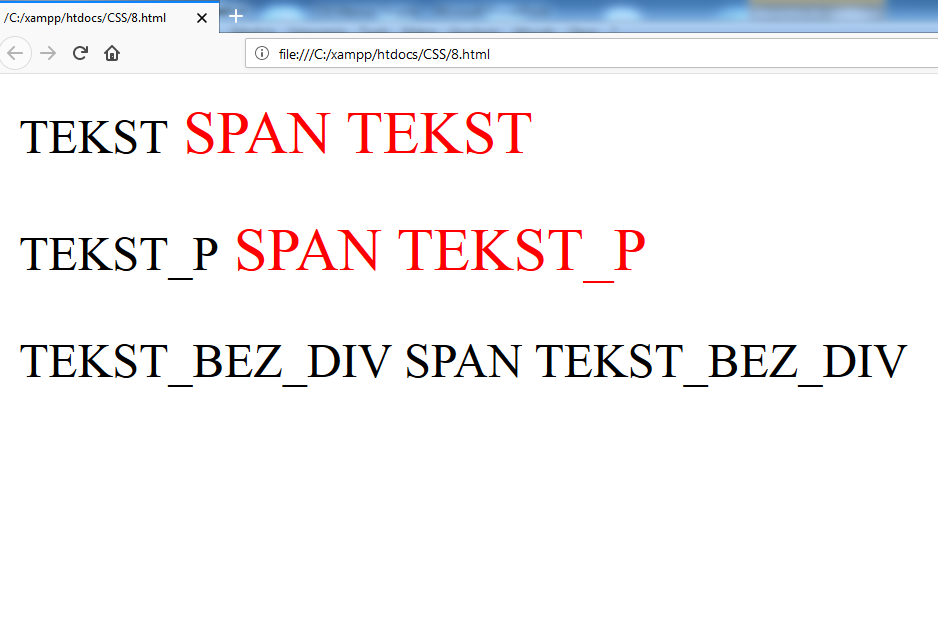 /C:/xampp/htdocs/CSS/8.html
file:///C:/xampp/htdocs/CSS/8.html
TEKST SPAN TEKST
TEKST_P SPAN TEKST_P
TEKST_BEZ_DIV SPAN TEKST_BEZ_DIV